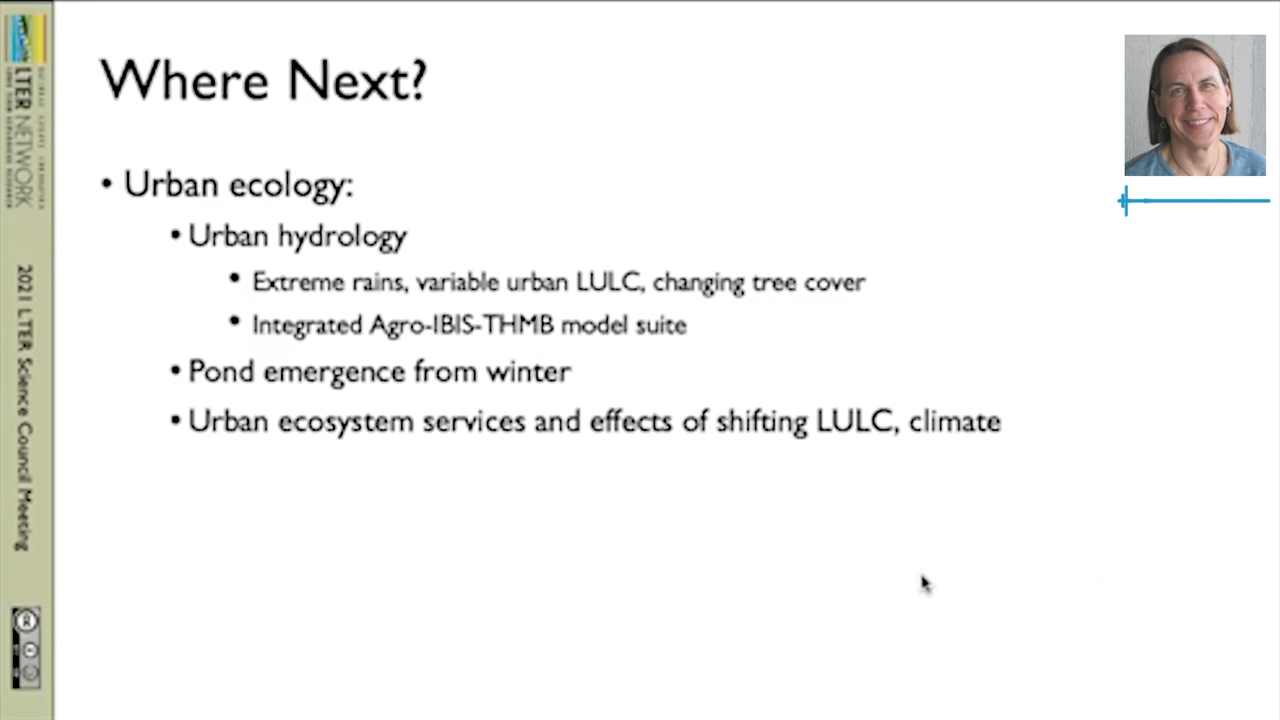 Where Next?
• Urban ecology:
• Urban hydrology
• Extreme rains, variable urban LULC, changing tree cover
• Integrated Agro-IBIS-THMB model suite
• Pond emergence from winter
• Urban ecosystem services and effects of shifting LULC, climate
LTER NETWORK
2021 LTER Science Council Meeting